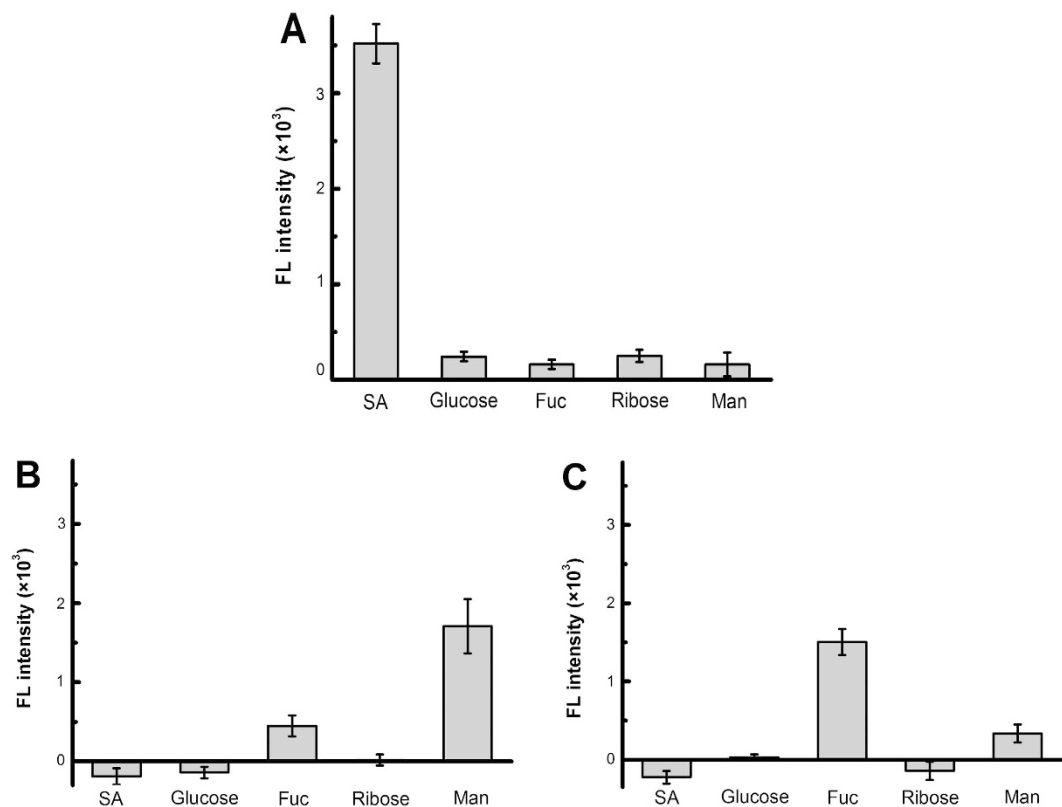 A
FL intensity (×10³)
3
2
1
0
SA Glucose Fuc Ribose Man
B
FL intensity (×10³)
3
2
1
0
SA Glucose Fuc Ribose Man
C
FL intensity (×10³)
3
2
1
0
SA Glucose Fuc Ribose Man